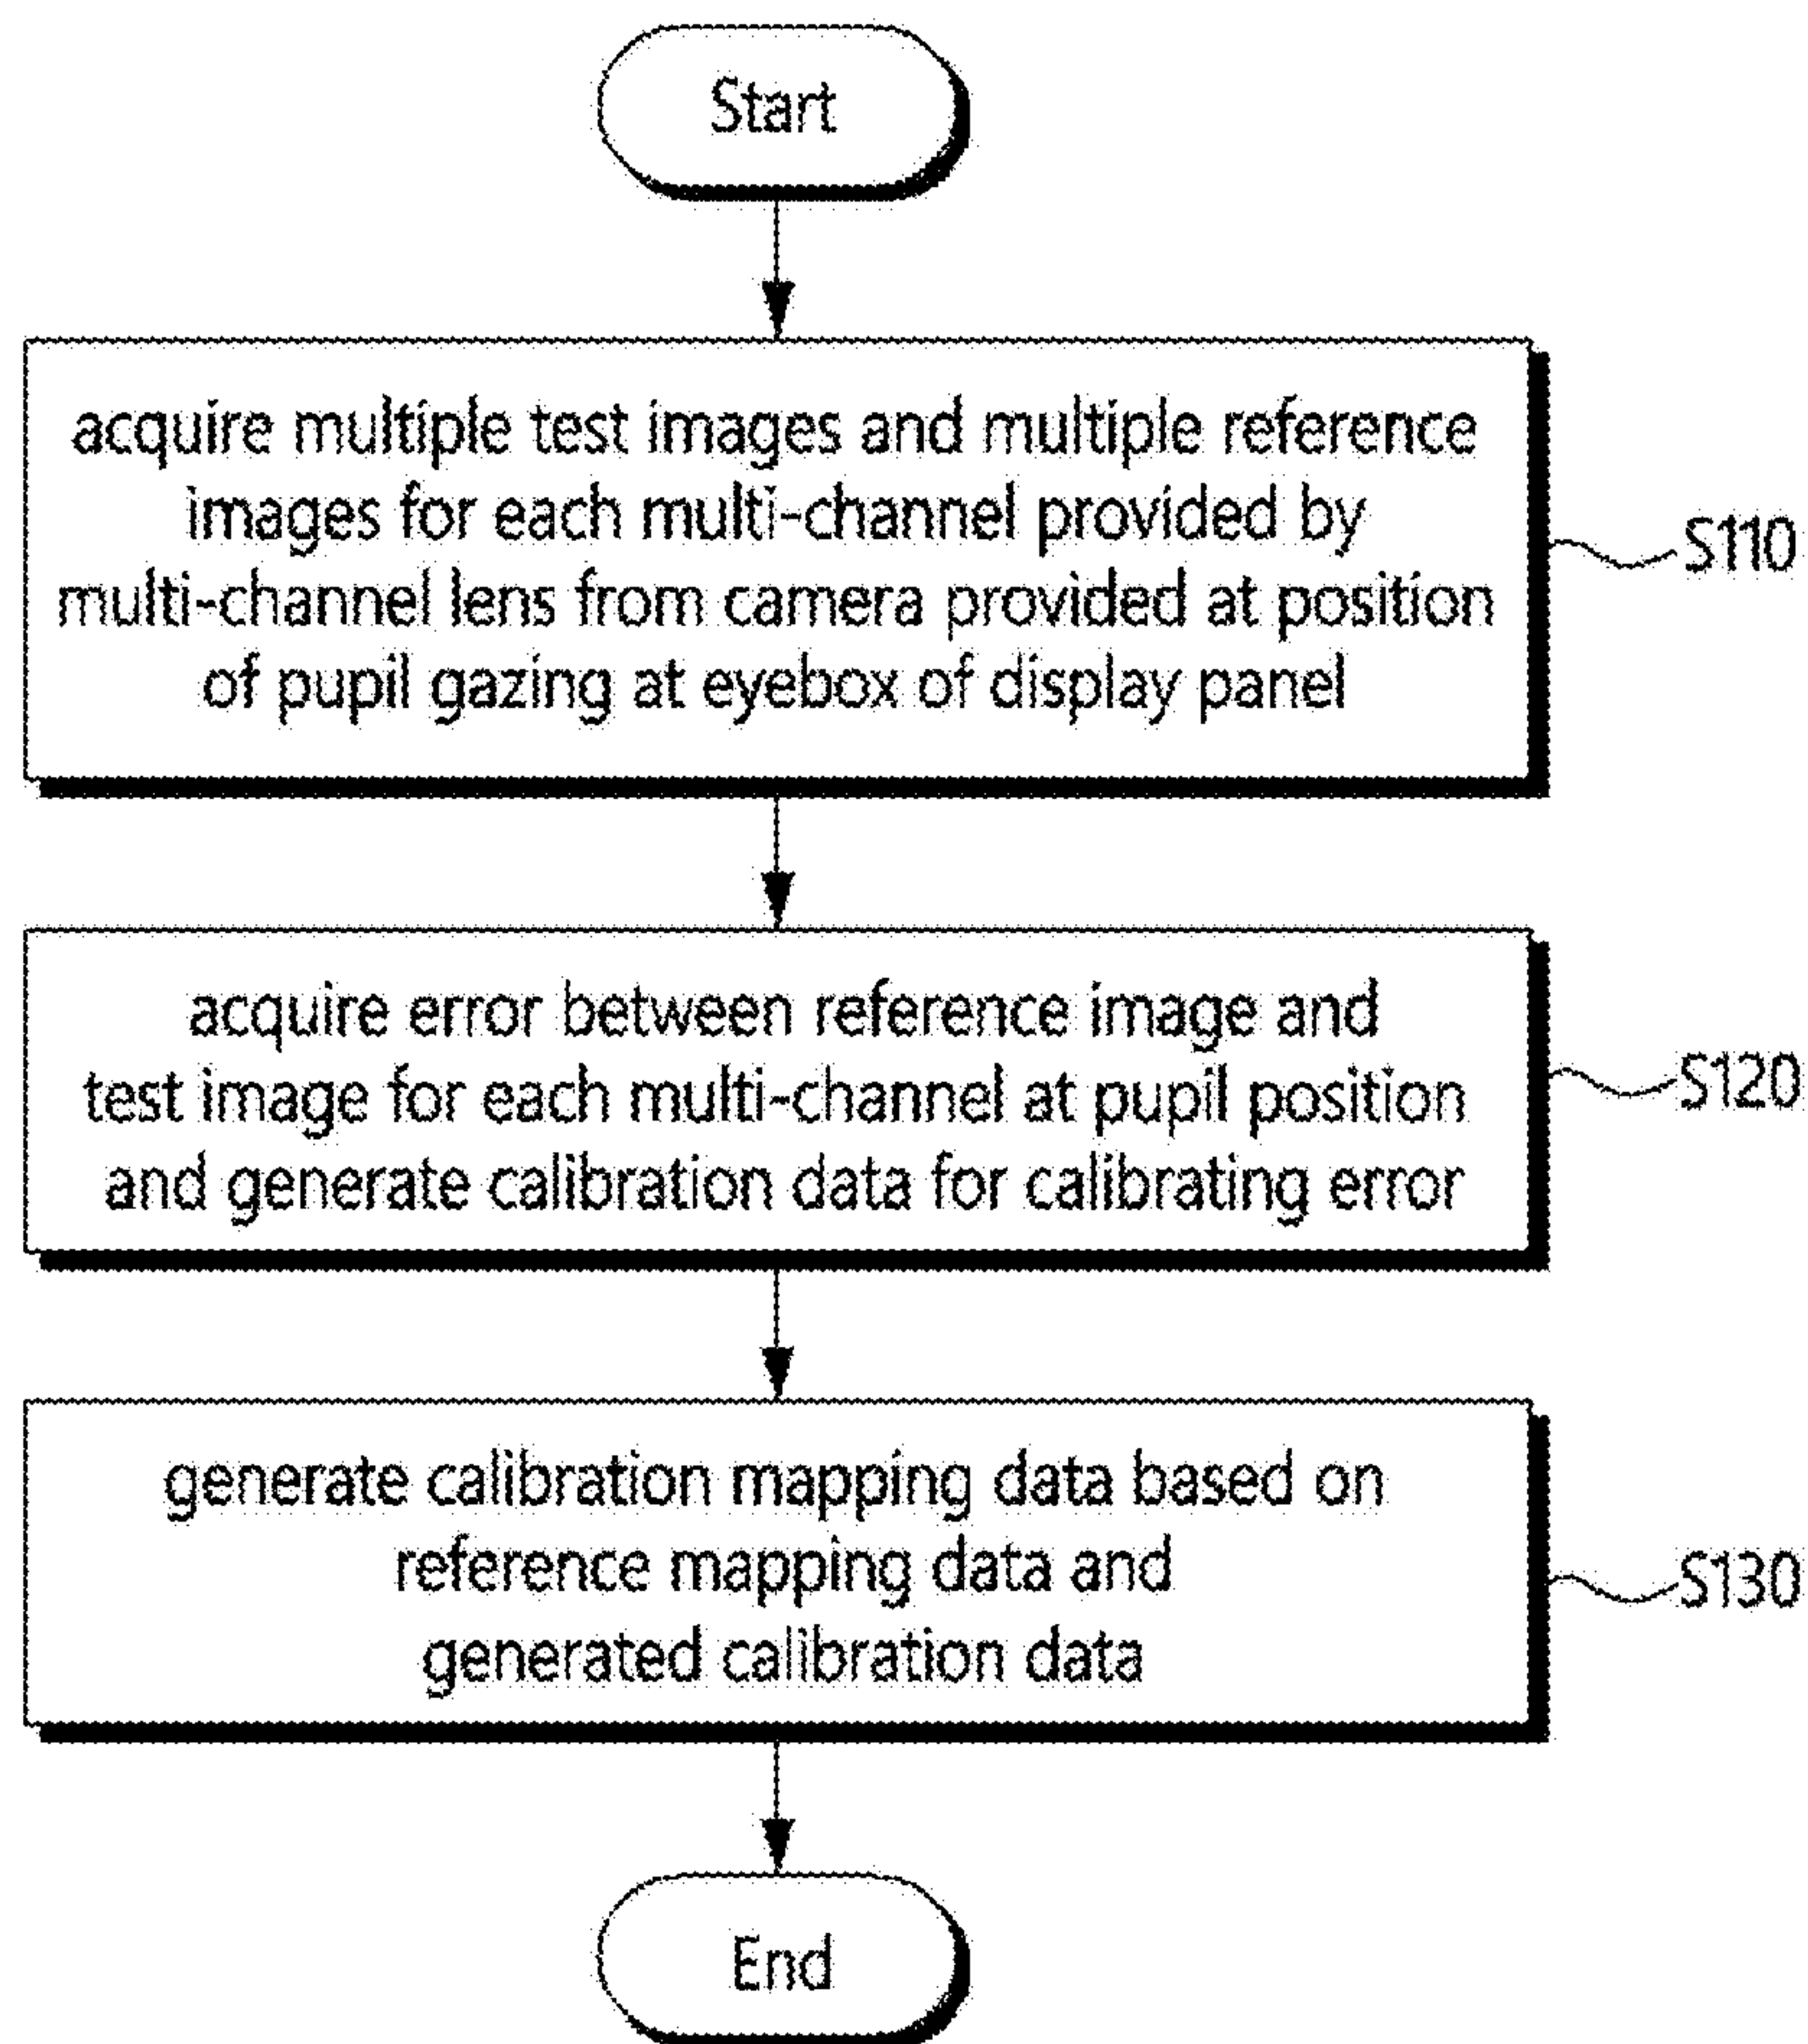 Start
acquire multiple test images and multiple reference
images for each multi-channel provided by
multi-channel lens from camera provided at position
of pupil gazing at eyebox of display panel
S110
acquire error between reference image and
test image for each multi-channel at pupil position
and generate calibration data for calibrating error
S120
generate calibration mapping data based on
reference mapping data and
generated calibration data
S130
End